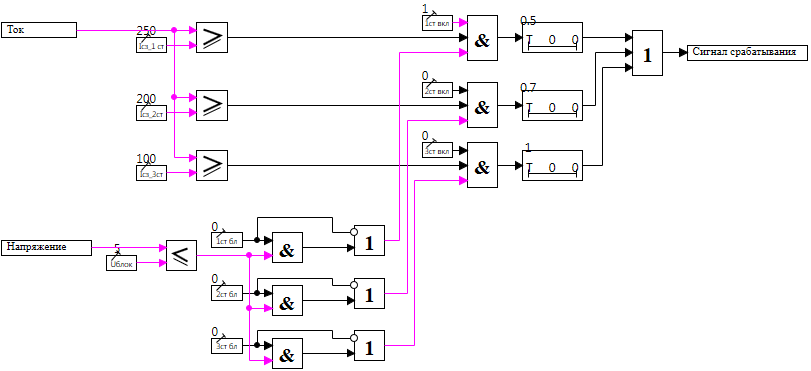 Ток
250
Iсз_1 ст
≥
1
1ст вкл
&
0.5
T 0 0
1
Сигнал срабатывания
200
Iсз_2ст
≥
0
2ст вкл
&
0.7
T 0 0
100
Iсз_3ст
≥
0
3ст вкл
&
1
T 0 0
Напряжение
5
Uблок
≤
0
1ст бл
&
1
0
2ст бл
&
1
0
3ст бл
&
1